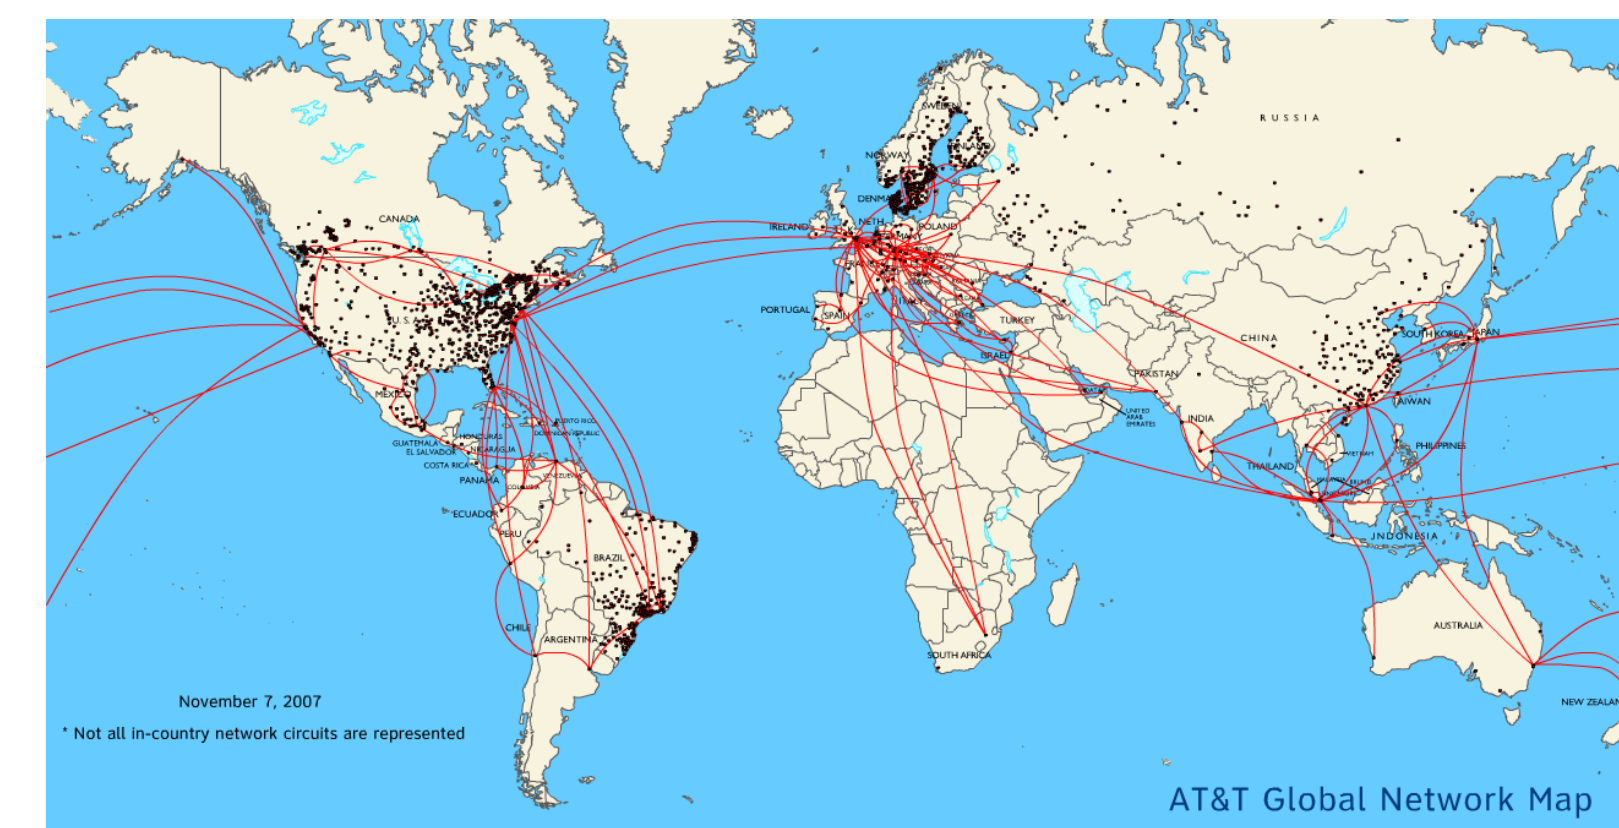 SWEDEN
RUSSIA
NORWAY
FINLAND
CANADA
IRELAND
U.K.
NETH.
POLAND
FRANCE
PORTUGAL
SPAIN
ITALY
U.S.A.
TURKEY
CHINA
SOUTH KOREA
ISRAEL
PAKISTAN
MEXICO
TAIWAN
UNITED
ARAB
EMIRATES
INDIA
PUERTO RICO
DOMINICAN REPUBLIC
HONDURAS
GUATEMALA
EL SALVADOR
NICARAGUA
COSTA RICA
PANAMA
VENEZUELA
COLOMBIA
VIETNAM
PHILIPPINES
THAILAND
BRUNEI
ECUADOR
PERU
BRAZIL
INDONESIA
CHILE
ARGENTINA
AUSTRALIA
SOUTH AFRICA
November 7, 2007
NEW ZEALAN
* Not all in-country network circuits are represented
AT&T Global Network Map